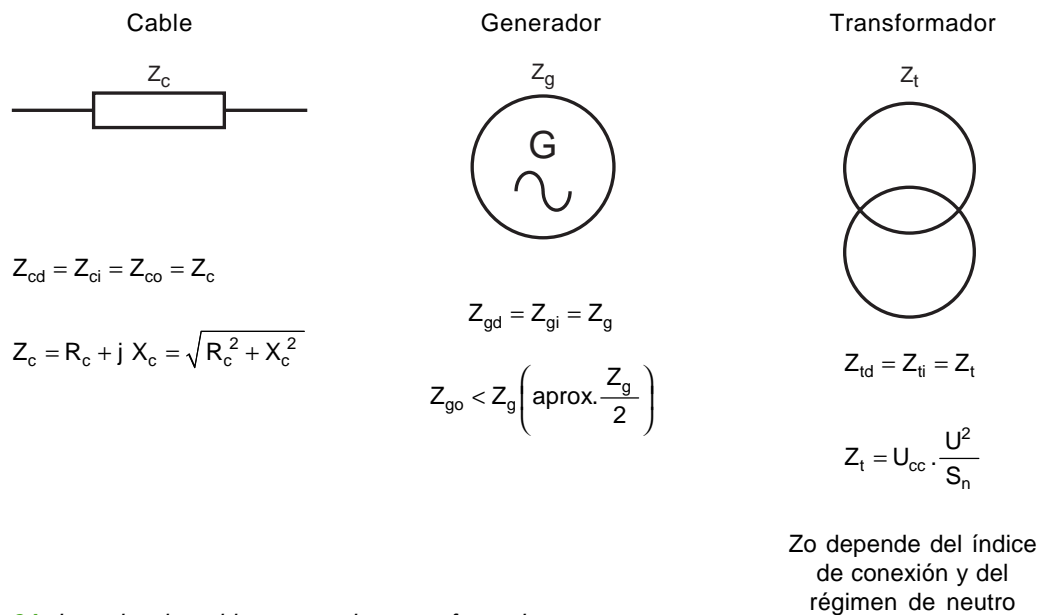 Cable
Z_c
Z_cd = Z_ci = Z_co = Z_c
Z_c = R_c + j X_c = √(R_c² + X_c²)
Generador
Z_g
G
Z_gd = Z_gi = Z_g
Z_go < Z_g (aprox. Z_g / 2)
Transformador
Z_t
Z_td = Z_ti = Z_t
Z_t = U_cc . U² / S_n
Zo depende del índice
de conexión y del
régimen de neutro